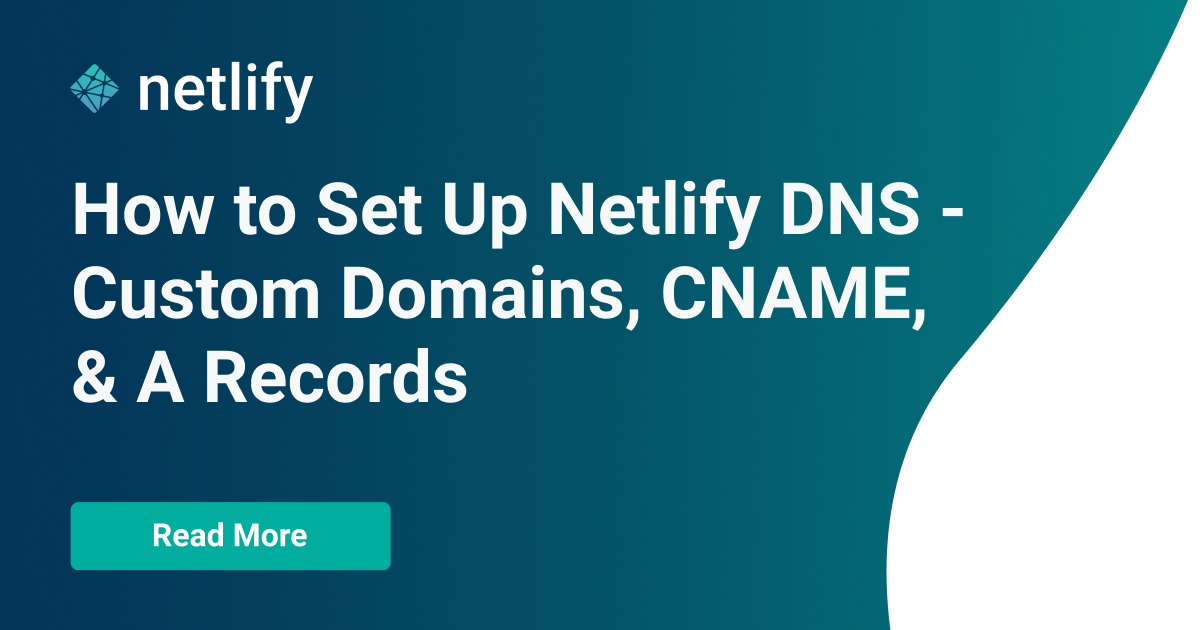 netlify
How to Set Up Netlify DNS -
Custom Domains, CNAME,
& A Records
Read More